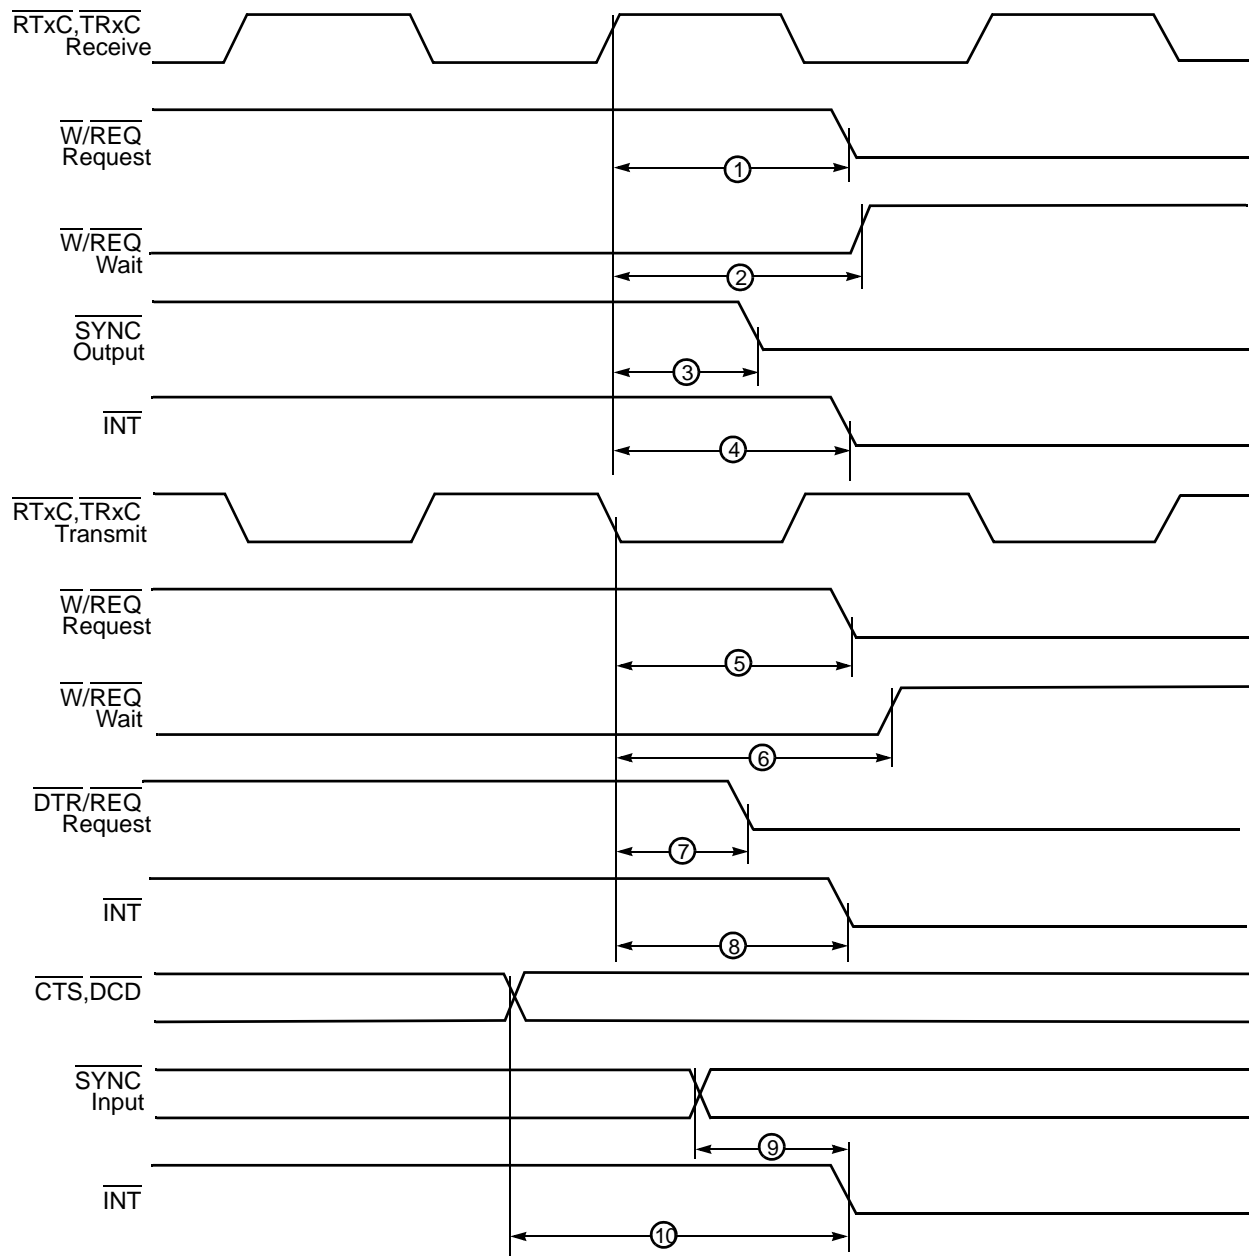 RTxC,TRxC
Receive
W/REQ
Request
1
W/REQ
Wait
2
SYNC
Output
3
INT
4
RTxC,TRxC
Transmit
W/REQ
Request
5
W/REQ
Wait
6
DTR/REQ
Request
7
INT
8
CTS,DCD
SYNC
Input
9
INT
10